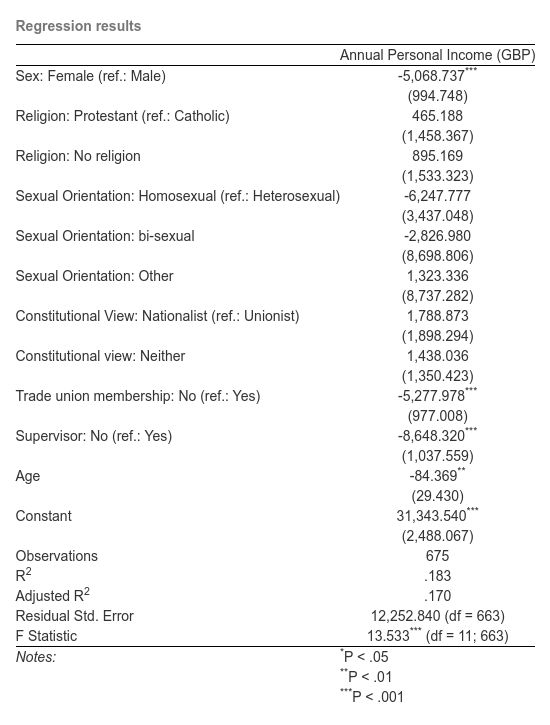 Regression results
Annual Personal Income (GBP)
Sex: Female (ref.: Male) -5,068.737***
(994.748)
Religion: Protestant (ref.: Catholic) 465.188
(1,458.367)
Religion: No religion 895.169
(1,533.323)
Sexual Orientation: Homosexual (ref.: Heterosexual) -6,247.777
(3,437.048)
Sexual Orientation: bi-sexual -2,826.980
(8,698.806)
Sexual Orientation: Other 1,323.336
(8,737.282)
Constitutional View: Nationalist (ref.: Unionist) 1,788.873
(1,898.294)
Constitutional view: Neither 1,438.036
(1,350.423)
Trade union membership: No (ref.: Yes) -5,277.978***
(977.008)
Supervisor: No (ref.: Yes) -8,648.320***
(1,037.559)
Age -84.369**
(29.430)
Constant 31,343.540***
(2,488.067)
Observations 675
R2 .183
Adjusted R2 .170
Residual Std. Error 12,252.840 (df = 663)
F Statistic 13.533*** (df = 11; 663)
Notes: *P < .05
**P < .01
***P < .001